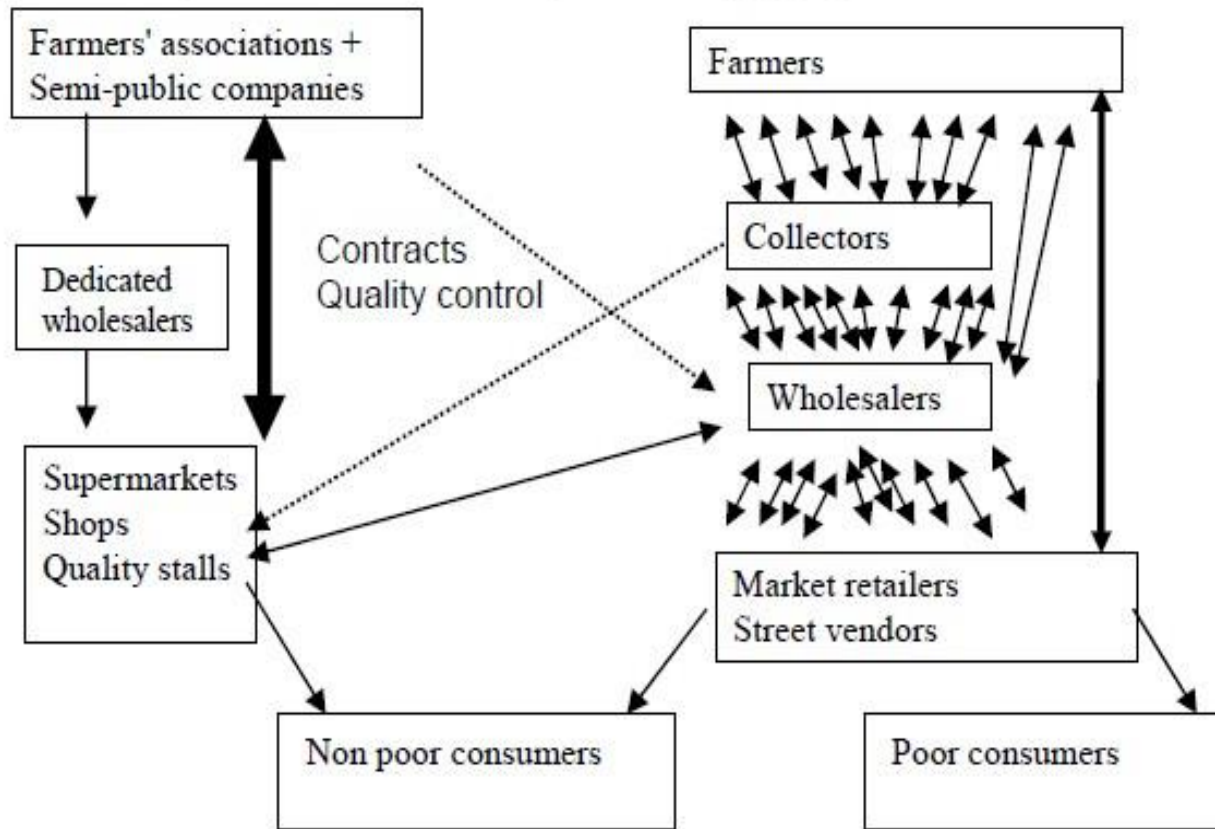 Farmers' associations +
Semi-public companies
Farmers
Collectors
Contracts
Quality control
Dedicated
wholesalers
Wholesalers
Supermarkets
Shops
Quality stalls
Market retailers
Street vendors
Non poor consumers
Poor consumers